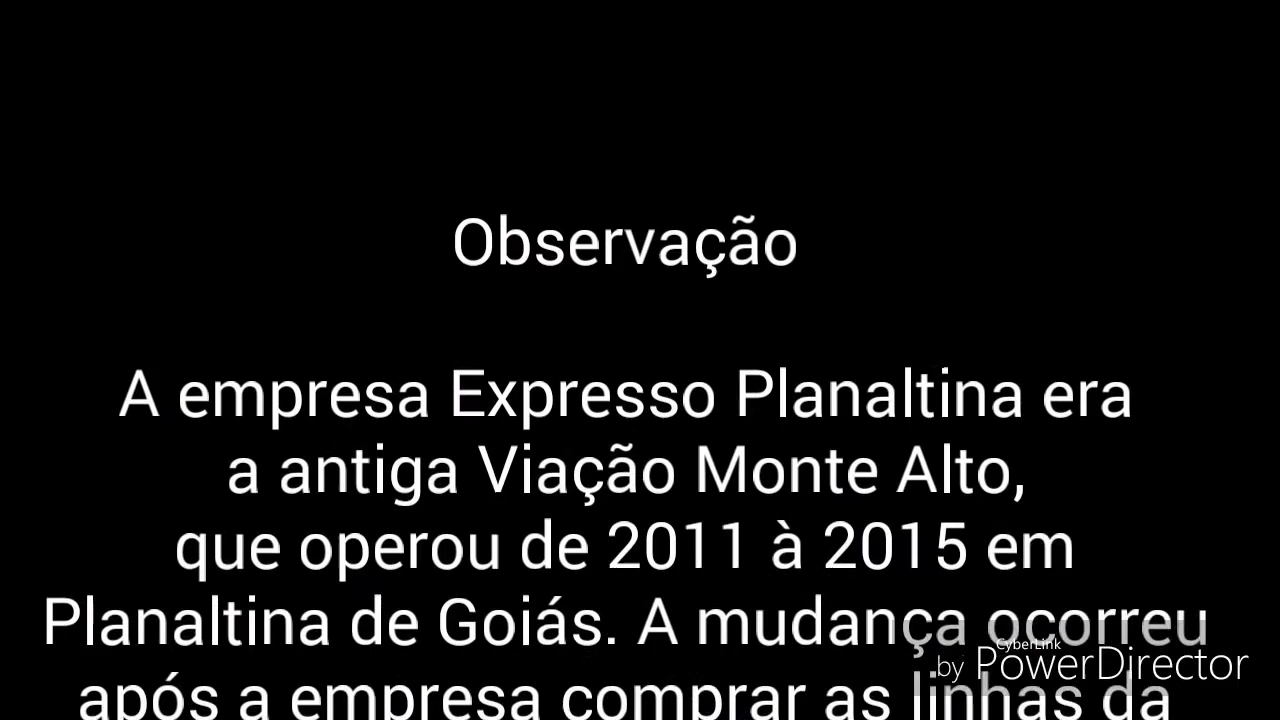 Observação
A empresa Expresso Planaltina era
a antiga Viação Monte Alto,
que operou de 2011 à 2015 em
Planaltina de Goiás. A mudança ocorreu
após a empresa comprar as linhas da
CyberLink
by PowerDirector